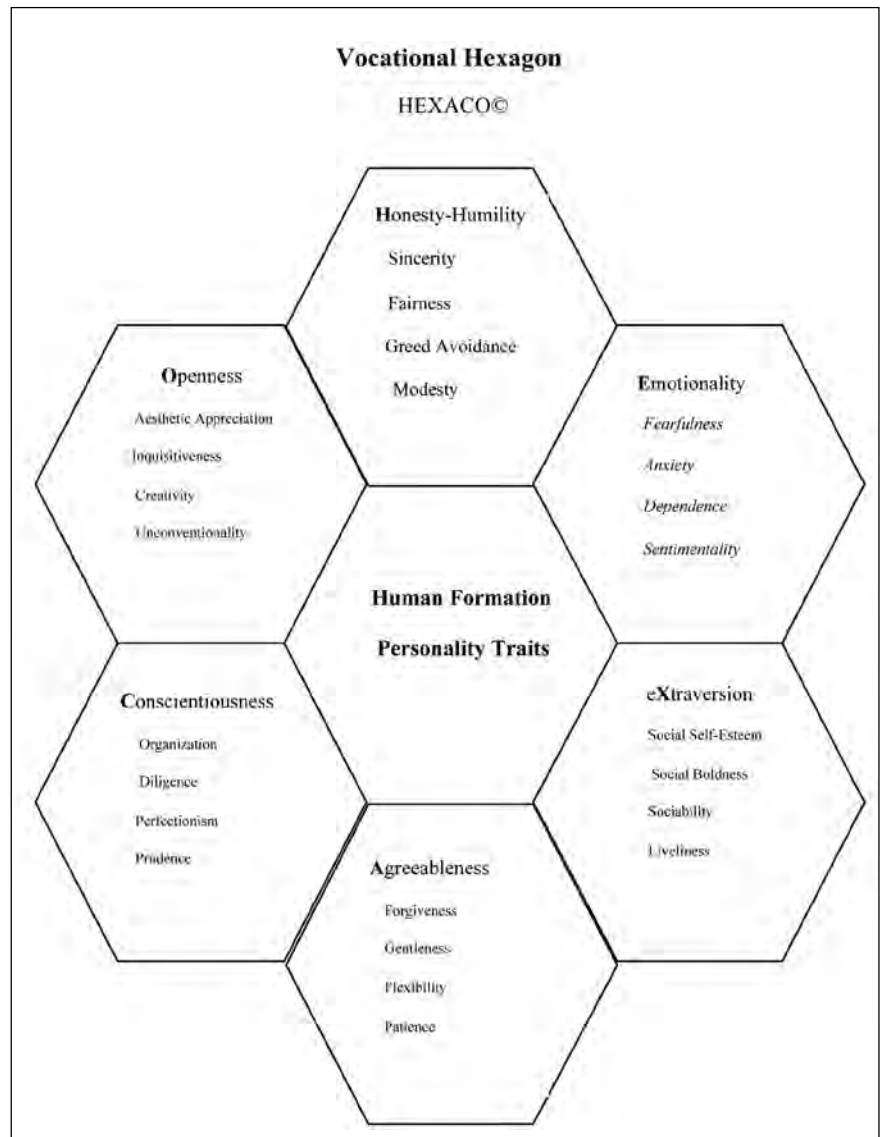 Vocational Hexagon
HEXACO©
Honesty-Humility
Sincerity
Fairness
Greed Avoidance
Modesty
Emotionality
Fearfulness
Anxiety
Dependence
Sentimentality
eXtraversion
Social Self-Esteem
Social Boldness
Sociability
Liveliness
Agreeableness
Forgiveness
Gentleness
Flexibility
Patience
Conscientiousness
Organization
Diligence
Perfectionism
Prudence
Openness
Aesthetic Appreciation
Inquisitiveness
Creativity
Unconventionality
Human Formation
Personality Traits